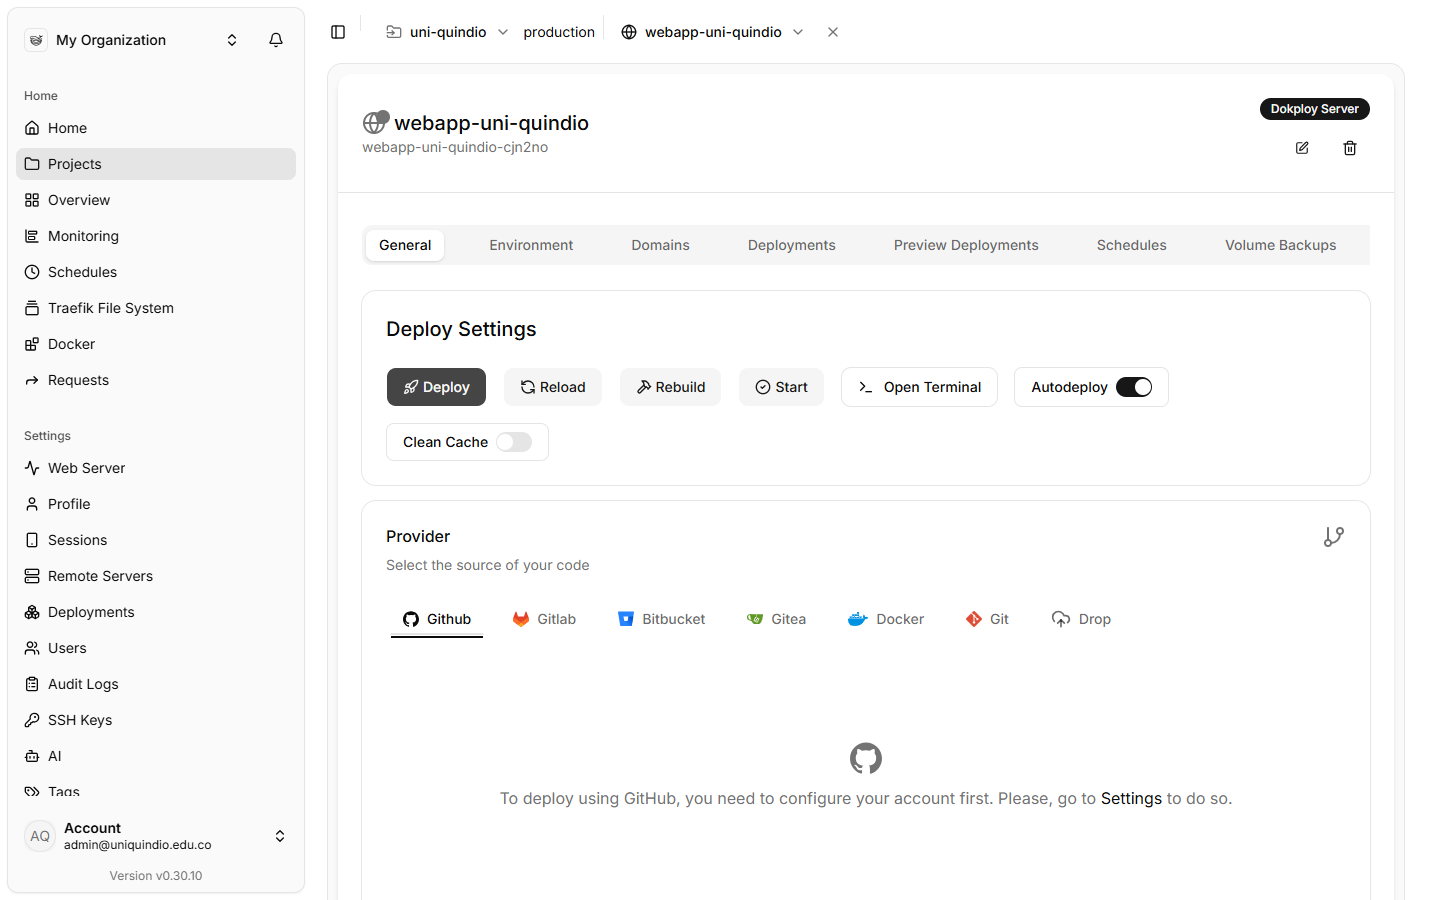 My Organization
Home
Home
Projects
Overview
Monitoring
Schedules
Traefik File System
Docker
Requests
Settings
Web Server
Profile
Sessions
Remote Servers
Deployments
Users
Audit Logs
SSH Keys
AI
Tags
AQ
Account
admin@uniquindio.edu.co
Version v0.30.10
uni-quindio
production
webapp-uni-quindio
Dokploy Server
webapp-uni-quindio
webapp-uni-quindio-cjn2no
General
Environment
Domains
Deployments
Preview Deployments
Schedules
Volume Backups
Deploy Settings
Deploy
Reload
Rebuild
Start
Open Terminal
Autodeploy
Clean Cache
Provider
Select the source of your code
Github
Gitlab
Bitbucket
Gitea
Docker
Git
Drop
To deploy using GitHub, you need to configure your account first. Please, go to Settings to do so.